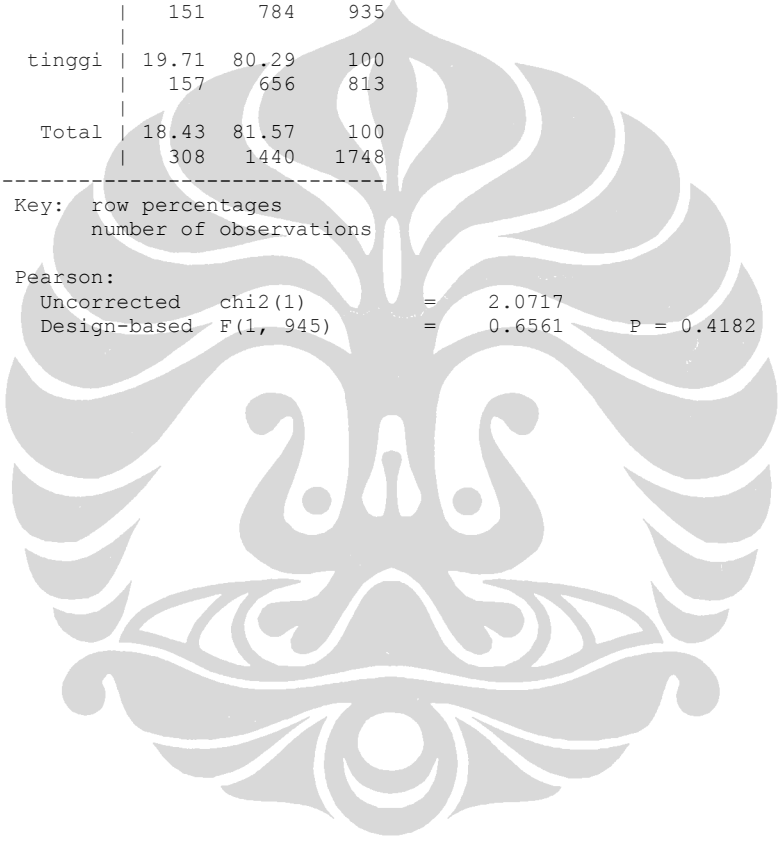 | 151 784 935
|
tinggi | 19.71 80.29 100
| 157 656 813
|
Total | 18.43 81.57 100
| 308 1440 1748
------------------------------
Key: row percentages
number of observations
Pearson:
Uncorrected chi2(1) = 2.0717
Design-based F(1, 945) = 0.6561 P = 0.4182